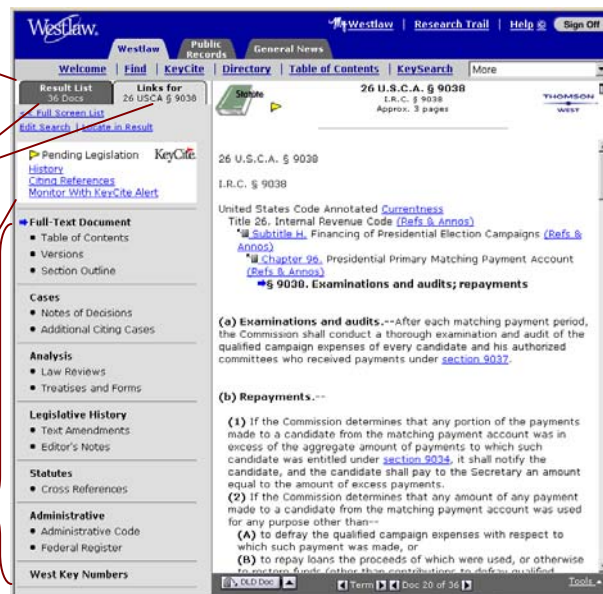 Westlaw.
Westlaw | Research Trail | Help | Sign Off
Westlaw
Public Records
General News
Welcome | Find | KeyCite | Directory | Table of Contents | KeySearch | More
Result List
36 Docs
Links for
26 USCA § 9038
<< Full Screen List
Edit Search | Locate in Result
Pending Legislation KeyCite.
History
Citing References
Monitor With KeyCite Alert
Full-Text Document
Table of Contents
Versions
Section Outline
Cases
Notes of Decisions
Additional Citing Cases
Analysis
Law Reviews
Treatises and Forms
Legislative History
Text Amendments
Editor's Notes
Statutes
Cross References
Administrative
Administrative Code
Federal Register
West Key Numbers
Statute
26 U.S.C.A. § 9038
I.R.C. § 9038
Approx. 3 pages
THOMSON
WEST
26 U.S.C.A. § 9038
I.R.C. § 9038
United States Code Annotated Currentness
Title 26. Internal Revenue Code (Refs & Annos)
Subtitle H. Financing of Presidential Election Campaigns (Refs &
Annos)
Chapter 96. Presidential Primary Matching Payment Account
(Refs & Annos)
§ 9038. Examinations and audits; repayments
(a) Examinations and audits.--After each matching payment period,
the Commission shall conduct a thorough examination and audit of the
qualified campaign expenses of every candidate and his authorized
committees who received payments under section 9037.
(b) Repayments.--
(1) If the Commission determines that any portion of the payments
made to a candidate from the matching payment account was in
excess of the aggregate amount of payments to which such
candidate was entitled under section 9034, it shall notify the
candidate, and the candidate shall pay to the Secretary an amount
equal to the amount of excess payments.
(2) If the Commission determines that any amount of any payment
made to a candidate from the matching payment account was used
for any purpose other than--
(A) to defray the qualified campaign expenses with respect to
which such payment was made, or
(B) to repay loans the proceeds of which were used, or otherwise
to restore funds (other than contributions to defray qualified
DLD Doc
Term
Doc 20 of 36
Tools